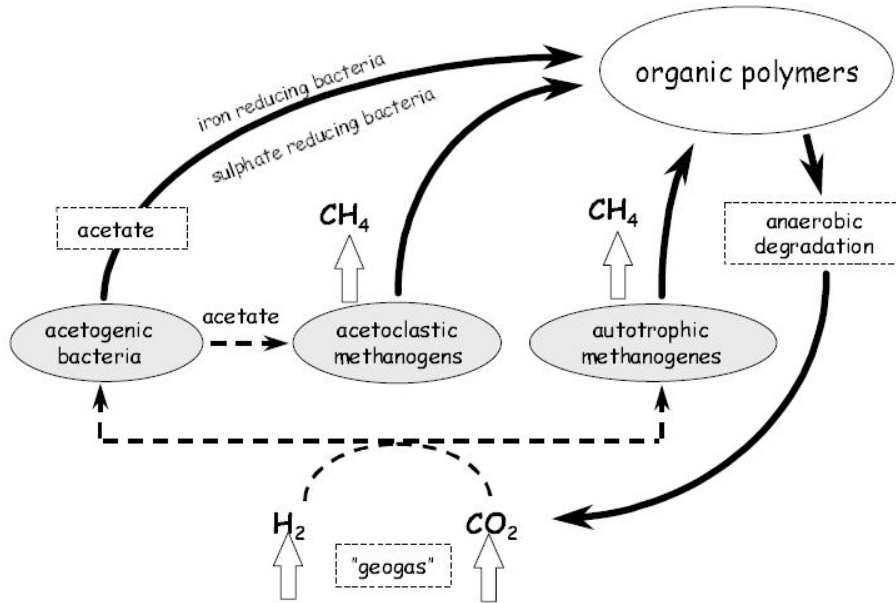 organic polymers
iron reducing bacteria
sulphate reducing bacteria
acetate
CH₄
CH₄
anaerobic
degradation
acetogenic
bacteria
acetate
acetoclastic
methanogens
autotrophic
methanogenes
H₂
CO₂
"geogas"